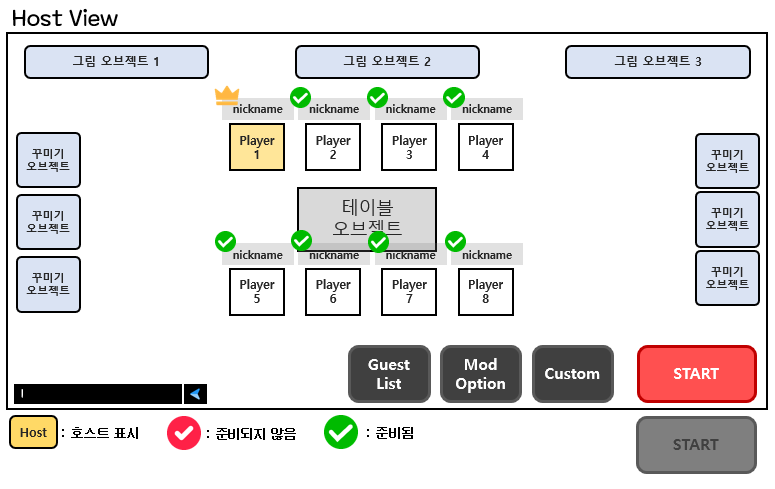 Host View
그림 오브젝트 1
그림 오브젝트 2
그림 오브젝트 3
nickname
nickname
nickname
nickname
Player
1
Player
2
Player
3
Player
4
꾸미기
오브젝트
꾸미기
오브젝트
꾸미기
오브젝트
테이블
오브젝트
꾸미기
오브젝트
꾸미기
오브젝트
꾸미기
오브젝트
nickname
nickname
nickname
nickname
Player
5
Player
6
Player
7
Player
8
Guest
List
Mod
Option
Custom
START
Host : 호스트 표시
: 준비되지 않음
: 준비됨
START